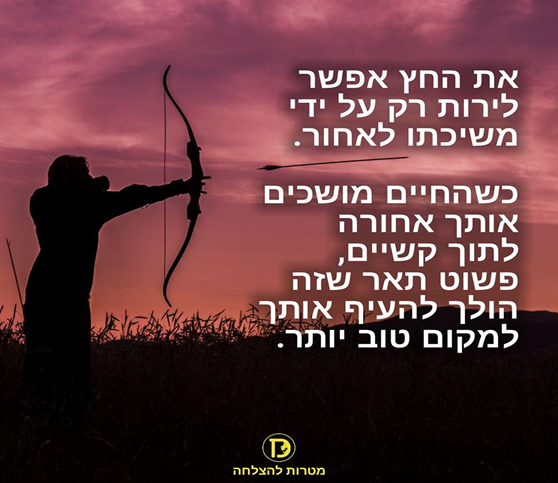 את החץ אפשר
לירות רק על ידי
משיכתו לאחור.
כשהחיים מושכים
אותך אחורה
לתוך קשיים,
פשוט תאר שזה
הולך להעיף אותך
למקום טוב יותר.
מטרות להצלחה